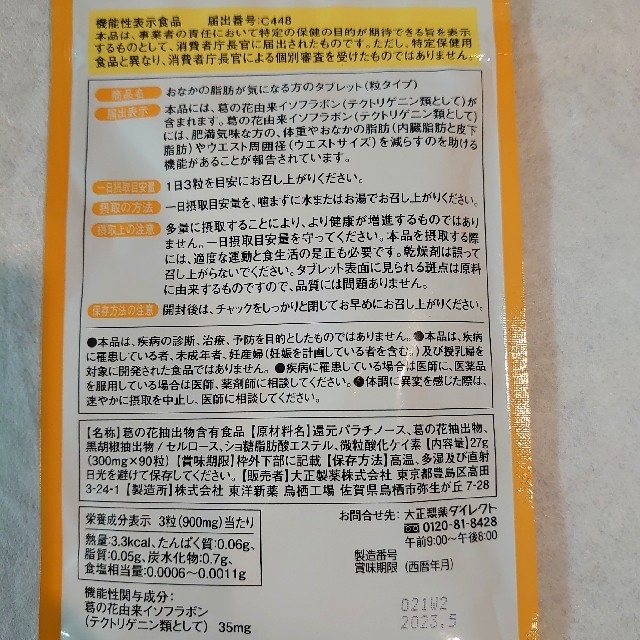 機能性表示食品　届出番号:C448
本品は、事業者の責任において特定の保健の目的が期待できる旨を表示
するものとして、消費者庁長官に届出されたものです。ただし、特定保健用
食品と異なり、消費者庁長官による個別審査を受けたものではありません。
商品名 おなかの脂肪が気になる方のタブレット(粒タイプ)
届出表示 本品には、葛の花由来イソフラボン(テクトリゲニン類として)が
含まれます。葛の花由来イソフラボン(テクトリゲニン類として)
には、肥満気味な方の、体重やおなかの脂肪(内臓脂肪と皮下
脂肪)やウエスト周囲径(ウエストサイズ)を減らすのを助ける
機能があることが報告されています。
一日摂取目安量 1日3粒を目安にお召し上がりください。
摂取の方法 一日摂取目安量を、噛まずに水またはお湯でお召し上がりください。
摂取上の注意 多量に摂取することにより、より健康が増進するものではあり
ません。一日摂取目安量を守ってください。本品を摂取する際
には、適度な運動と食生活の是正も必要です。乾燥剤は誤って
召し上がらないでください。タブレット表面に見られる斑点は原料
に由来するものですので、品質には問題ありません。
保存方法の注意 開封後は、チャックをしっかりと閉じてお早めにお召し上がりください。
●本品は、疾病の診断、治療、予防を目的としたものではありません。●本品は、疾病
に罹患している者、未成年者、妊産婦(妊娠を計画している者を含む。)及び授乳婦を
対象に開発された食品ではありません。●疾病に罹患している場合は医師に、医薬品
を服用している場合は医師、薬剤師に相談してください。●体調に異変を感じた際は、
速やかに摂取を中止し、医師に相談してください。
【名称】葛の花抽出物含有食品【原材料名】還元パラチノース、葛の花抽出物、
黒胡椒抽出物/セルロース、ショ糖脂肪酸エステル、微粒酸化ケイ素【内容量】27g
(300mg×90粒)【賞味期限】枠外下部に記載【保存方法】高温、多湿及び直射
日光を避けて保存してください。【販売者】大正製薬株式会社 東京都豊島区高田
3-24-1【製造所】株式会社 東洋新薬 鳥栖工場 佐賀県鳥栖市弥生が丘7-28
栄養成分表示 3粒(900mg)当たり
熱量:3.3kcal、たんぱく質:0.06g、
脂質:0.05g、炭水化物:0.7g、
食塩相当量:0.0006～0.0011g
機能性関与成分:
葛の花由来イソフラボン
(テクトリゲニン類として) 35mg
お問合せ先:大正製薬ダイレクト
0120-81-8428
午前9:00～午後8:00
製造番号
賞味期限 (西暦年月)
021W2
2023.5